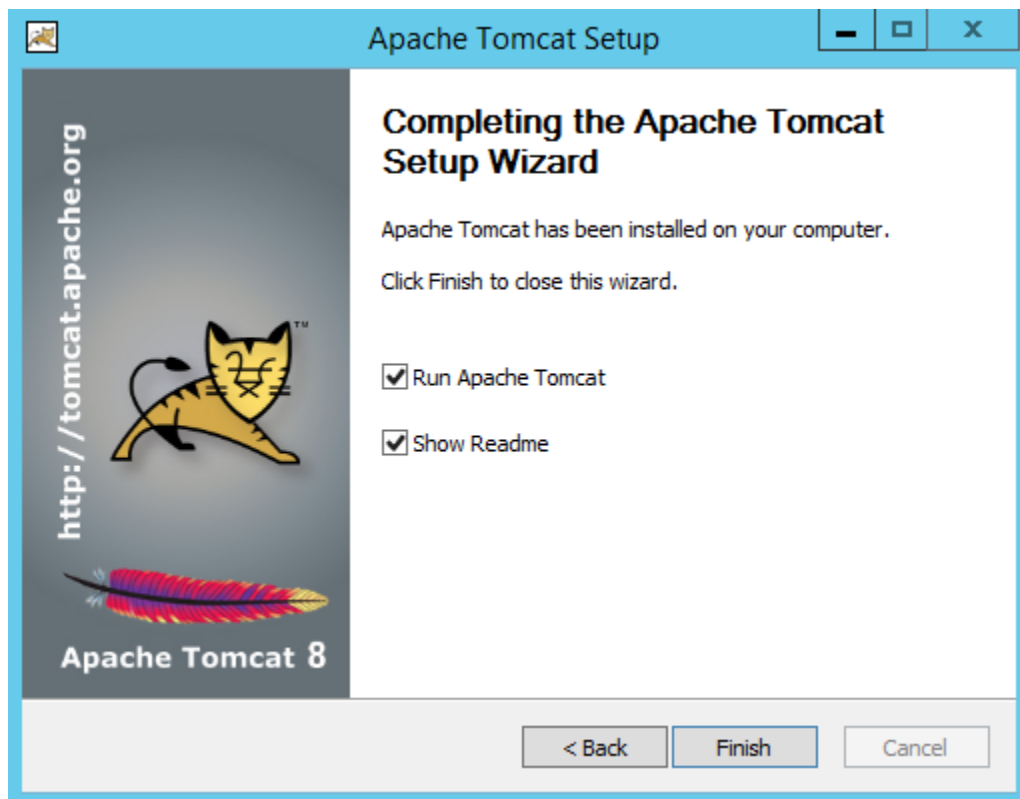 Apache Tomcat Setup
http://tomcat.apache.org
TM
Apache Tomcat 8
Completing the Apache Tomcat
Setup Wizard
Apache Tomcat has been installed on your computer.
Click Finish to close this wizard.
Run Apache Tomcat
Show Readme
< Back
Finish
Cancel